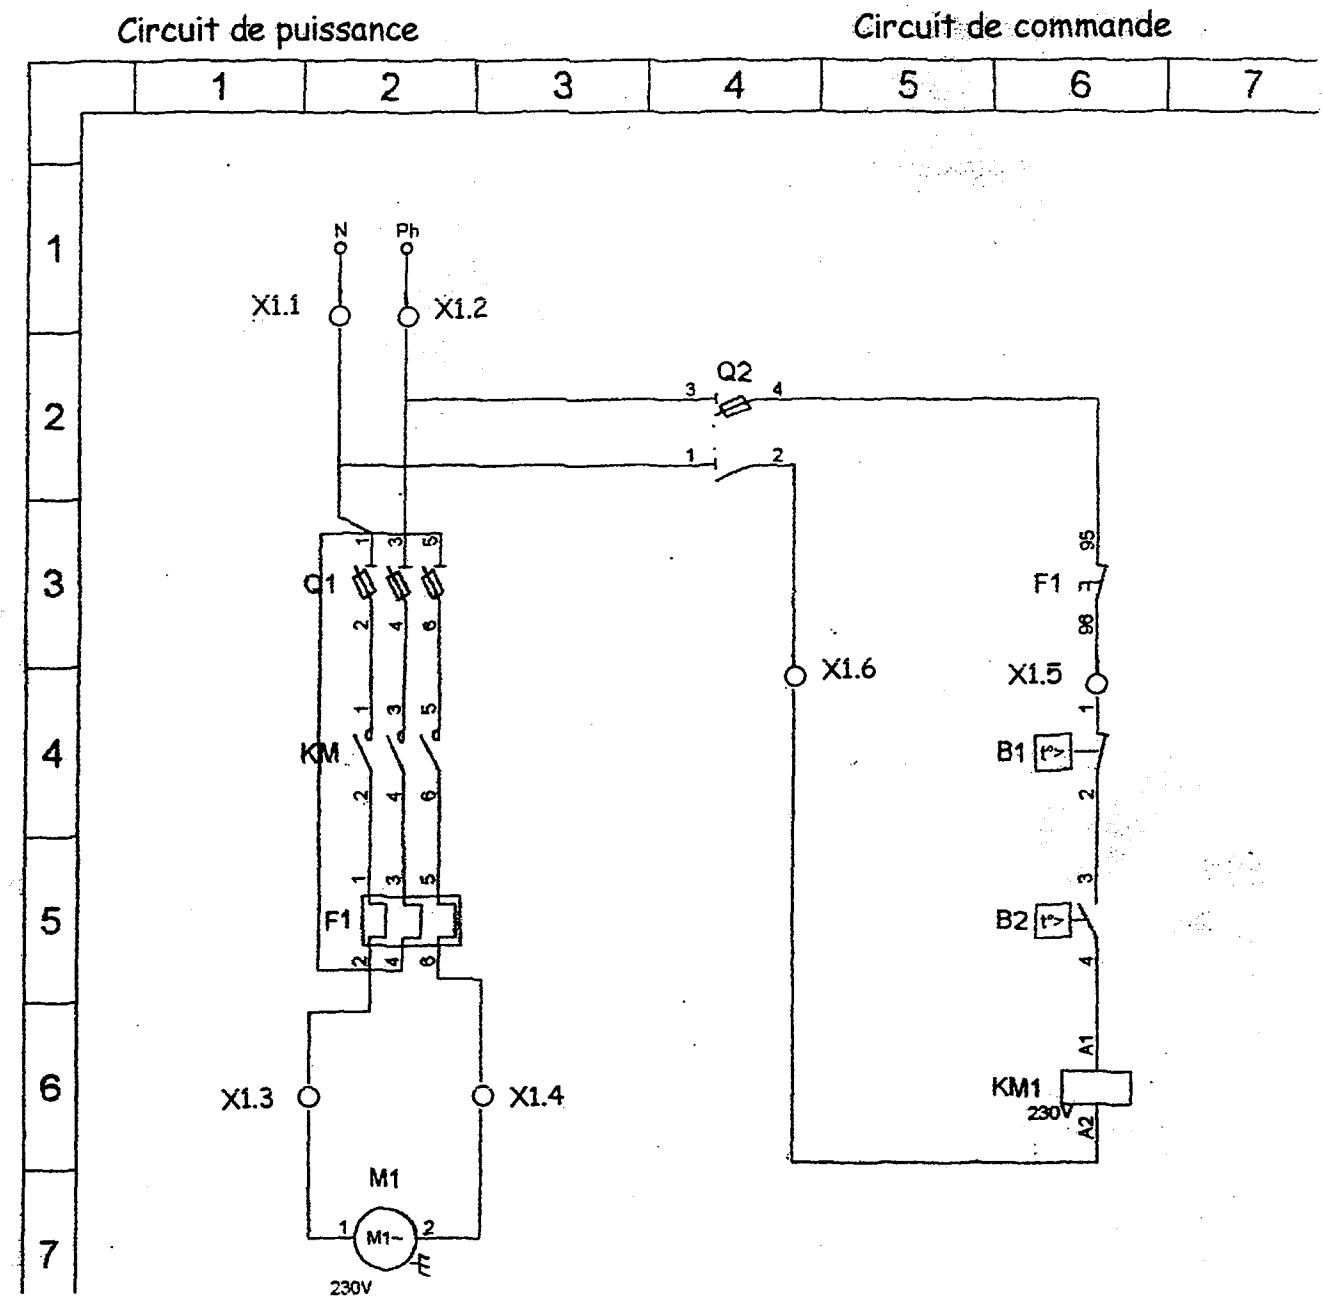 Circuit de puissance
Circuit de commande
1 2 3 4 5 6 7
1
N Ph
X1.1 X1.2
Q2
3 4
2
1 2
1 3 5
95
3
Q1
F1
2 4 6
96
X1.6
X1.5
1 3 5
1
4
KM
B1 t°>
2 4 6
2
1 3 5
3
5
F1
B2 t°>
2 4 6
4
A1
6
X1.3 X1.4
KM1
230V
A2
M1
1 M1~ 2
7
230V